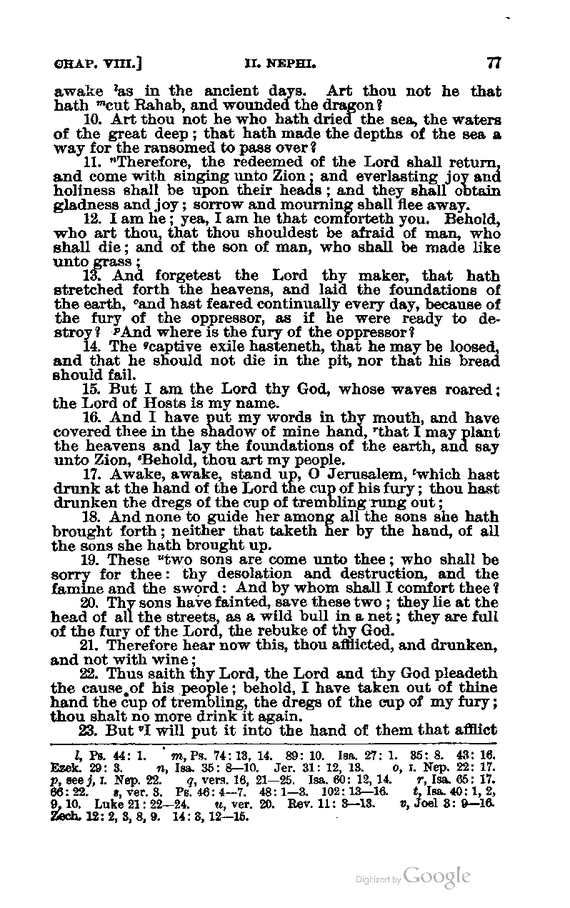 CHAP. VIII.] II. NEPHI. 77
awake ˡas in the ancient days. Art thou not he that
hath ᵐcut Rahab, and wounded the dragon?
10. Art thou not he who hath dried the sea, the waters
of the great deep; that hath made the depths of the sea a
way for the ransomed to pass over?
11. ⁿTherefore, the redeemed of the Lord shall return,
and come with singing unto Zion; and everlasting joy and
holiness shall be upon their heads; and they shall obtain
gladness and joy; sorrow and mourning shall flee away.
12. I am he; yea, I am he that comforteth you. Behold,
who art thou, that thou shouldest be afraid of man, who
shall die; and of the son of man, who shall be made like
unto grass;
13. And forgetest the Lord thy maker, that hath
stretched forth the heavens, and laid the foundations of
the earth, ᵒand hast feared continually every day, because of
the fury of the oppressor, as if he were ready to de-
stroy? ᵖAnd where is the fury of the oppressor?
14. The ᑫcaptive exile hasteneth, that he may be loosed,
and that he should not die in the pit, nor that his bread
should fail.
15. But I am the Lord thy God, whose waves roared;
the Lord of Hosts is my name.
16. And I have put my words in thy mouth, and have
covered thee in the shadow of mine hand, ʳthat I may plant
the heavens and lay the foundations of the earth, and say
unto Zion, ˢBehold, thou art my people.
17. Awake, awake, stand up, O Jerusalem, ᵗwhich hast
drunk at the hand of the Lord the cup of his fury; thou hast
drunken the dregs of the cup of trembling rung out;
18. And none to guide her among all the sons she hath
brought forth; neither that taketh her by the hand, of all
the sons she hath brought up.
19. These ᵘtwo sons are come unto thee; who shall be
sorry for thee: thy desolation and destruction, and the
famine and the sword: And by whom shall I comfort thee?
20. Thy sons have fainted, save these two; they lie at the
head of all the streets, as a wild bull in a net; they are full
of the fury of the Lord, the rebuke of thy God.
21. Therefore hear now this, thou afflicted, and drunken,
and not with wine;
22. Thus saith thy Lord, the Lord and thy God pleadeth
the cause of his people; behold, I have taken out of thine
hand the cup of trembling, the dregs of the cup of my fury;
thou shalt no more drink it again.
23. But ᵛI will put it into the hand of them that afflict
l, Ps. 44: 1. m, Ps. 74: 13, 14. 89: 10. Isa. 27: 1. 35: 8. 43: 16.
Ezek. 29: 3. n, Isa. 35: 8—10. Jer. 31: 12, 13. o, I. Nep. 22: 17.
p, see j, I. Nep. 22. q, vers. 16, 21—25. Isa. 60: 12, 14. r, Isa. 65: 17.
66: 22. s, ver. 3. Ps. 46: 4—7. 48: 1—3. 102: 13—16. t, Isa. 40: 1, 2,
9, 10. Luke 21: 22—24. u, ver. 20. Rev. 11: 3—13. v, Joel 3: 9—16.
Zech. 12: 2, 3, 8, 9. 14: 3, 12—15.
Digitized by Google